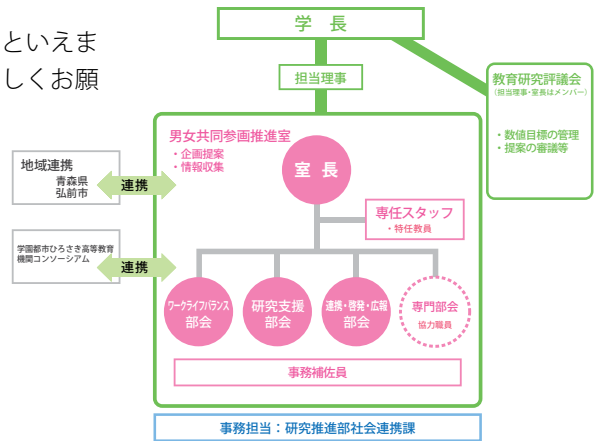 といえま
しくお願
学 長
担当理事
教育研究評議会
（担当理事・室長はメンバー）
・数値目標の管理
・提案の審議等
男女共同参画推進室
・企画提案
・情報収集
室 長
地域連携
青森県
弘前市
連携
専任スタッフ
・特任教員
学園都市ひろさき高等教育
機関コンソーシアム
連携
ワークライフバランス
部会
研究支援
部会
連携・啓発・広報
部会
専門部会
協力職員
事務補佐員
事務担当：研究推進部社会連携課